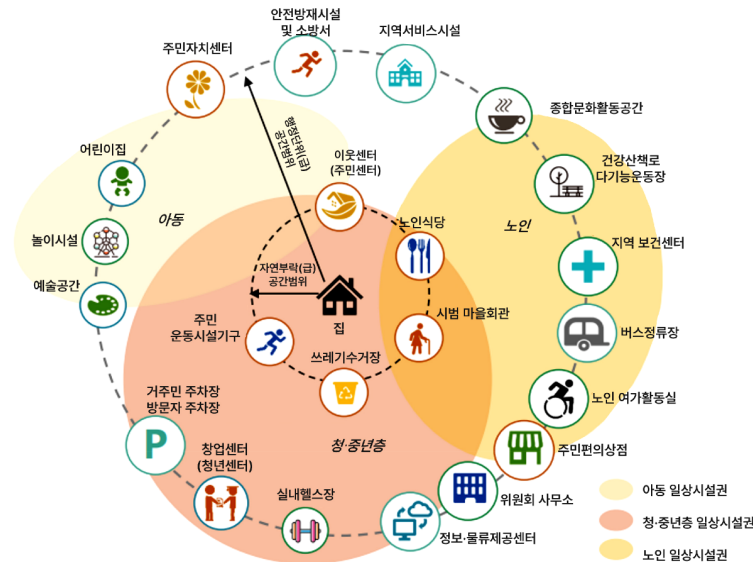 안전방재시설
및 소방서
지역서비스시설
주민자치센터
종합문화활동공간
행정단위(급)
공간범위
어린이집
이웃센터
(주민센터)
건강산책로
다기능운동장
아동
노인식당
노인
놀이시설
지역 보건센터
자연부락(급)
공간범위
예술공간
집
시범 마을회관
주민
운동시설기구
버스정류장
쓰레기수거장
거주민 주차장
방문자 주차장
노인 여가활동실
청·중년층
창업센터
(청년센터)
주민편의상점
P
실내헬스장
위원회 사무소
정보·물류제공센터
아동 일상시설권
청·중년층 일상시설권
노인 일상시설권